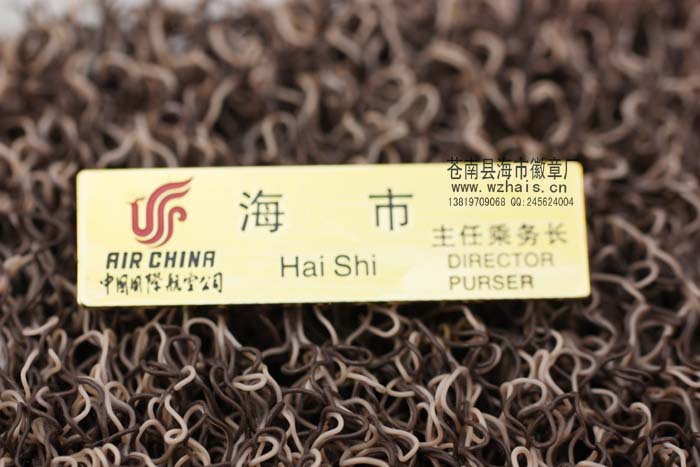 苍南县海市徽章厂
www.wzhais.cn
13819709068 QQ:245624004
海 市
Hai Shi
主任乘务长
DIRECTOR
PURSER
AIR CHINA
中国国際航空公司